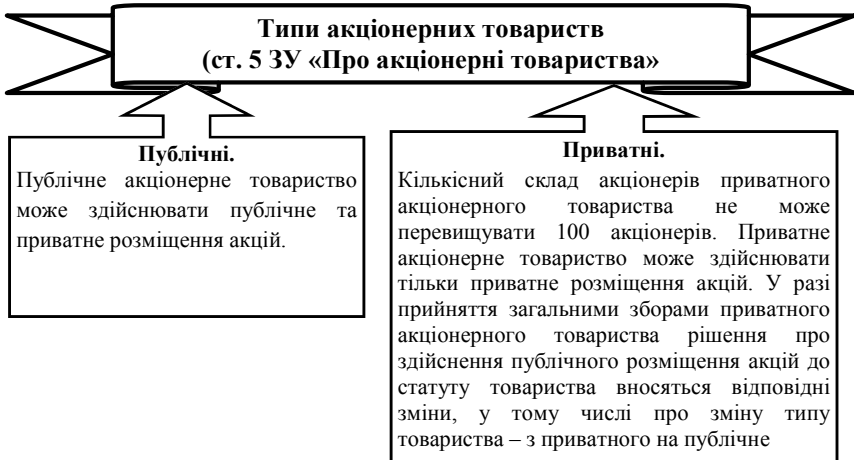 Типи акціонерних товариств
(ст. 5 ЗУ «Про акціонерні товариства»
Публічні.
Публічне акціонерне товариство
може здійснювати публічне та
приватне розміщення акцій.
Приватні.
Кількісний склад акціонерів приватного
акціонерного товариства не може
перевищувати 100 акціонерів. Приватне
акціонерне товариство може здійснювати
тільки приватне розміщення акцій. У разі
прийняття загальними зборами приватного
акціонерного товариства рішення про
здійснення публічного розміщення акцій до
статуту товариства вносяться відповідні
зміни, у тому числі про зміну типу
товариства – з приватного на публічне